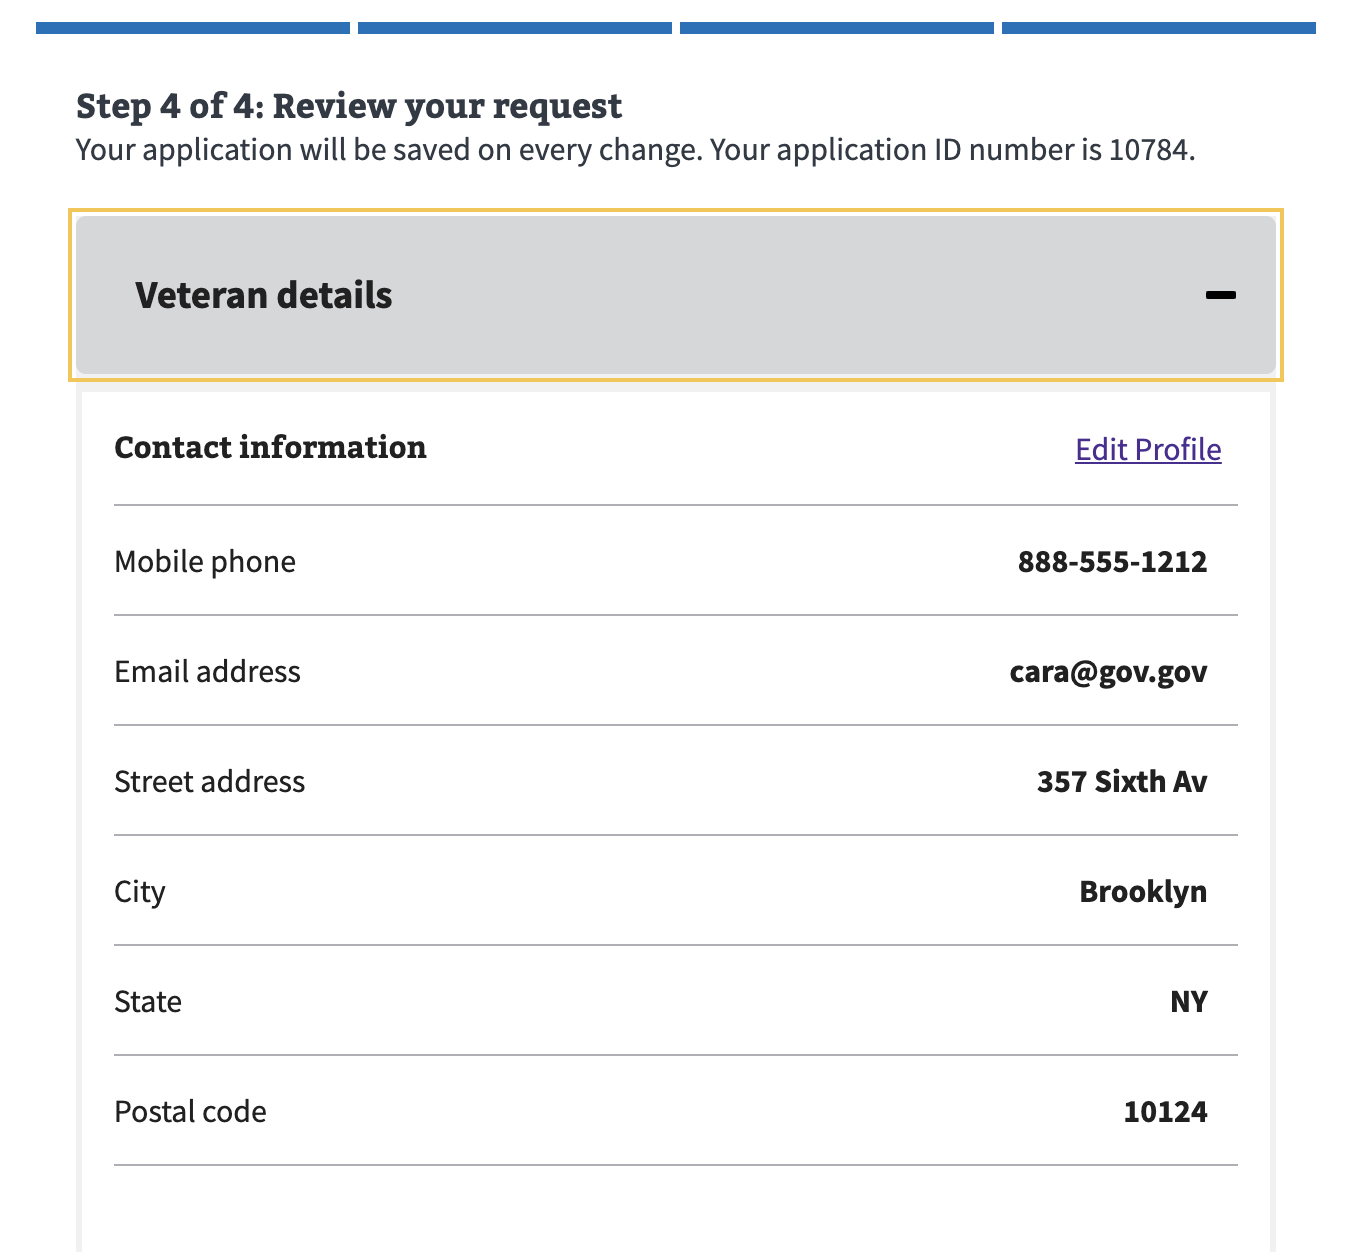 Step 4 of 4: Review your request
Your application will be saved on every change. Your application ID number is 10784.
Veteran details
Contact information Edit Profile
Mobile phone 888-555-1212
Email address cara@gov.gov
Street address 357 Sixth Av
City Brooklyn
State NY
Postal code 10124